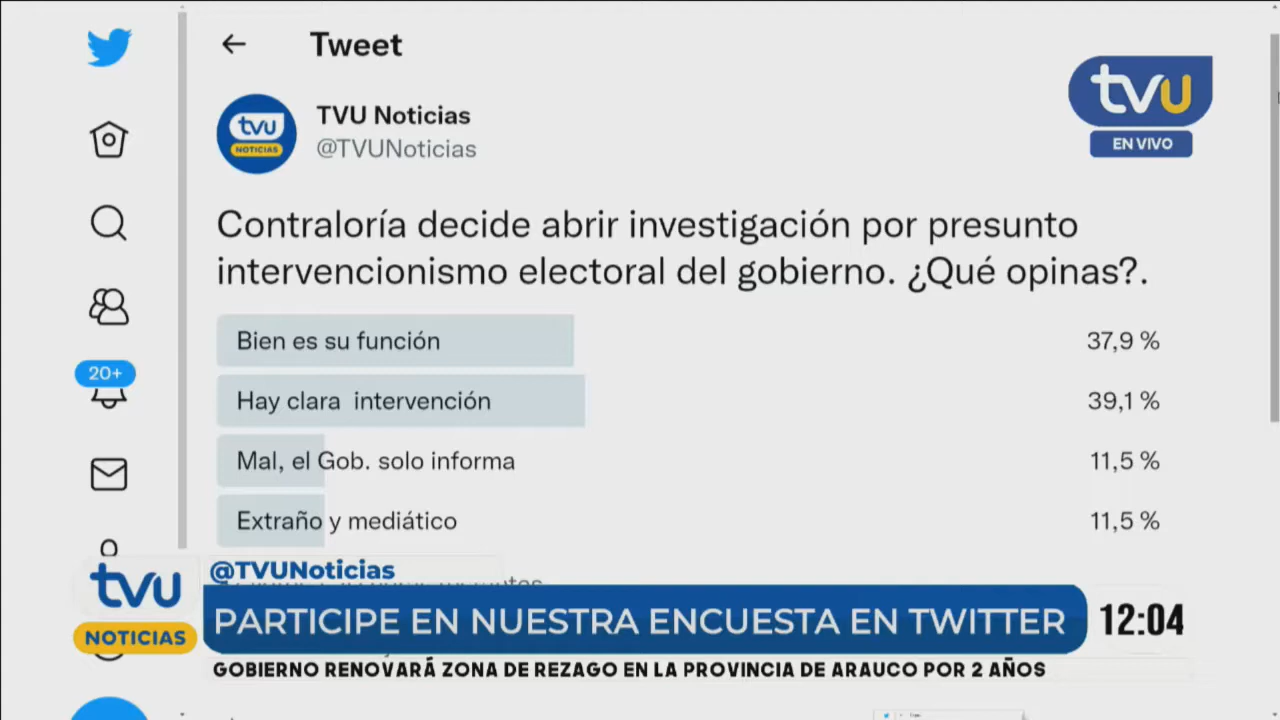 Tweet
tvu
EN VIVO
tvu
NOTICIAS
TVU Noticias
@TVUNoticias
Contraloría decide abrir investigación por presunto
intervencionismo electoral del gobierno. ¿Qué opinas?.
Bien es su función 37,9 %
Hay clara intervención 39,1 %
Mal, el Gob. solo informa 11,5 %
Extraño y mediático 11,5 %
20+
tvu
NOTICIAS
@TVUNoticias
PARTICIPE EN NUESTRA ENCUESTA EN TWITTER
12:04
GOBIERNO RENOVARÁ ZONA DE REZAGO EN LA PROVINCIA DE ARAUCO POR 2 AÑOS